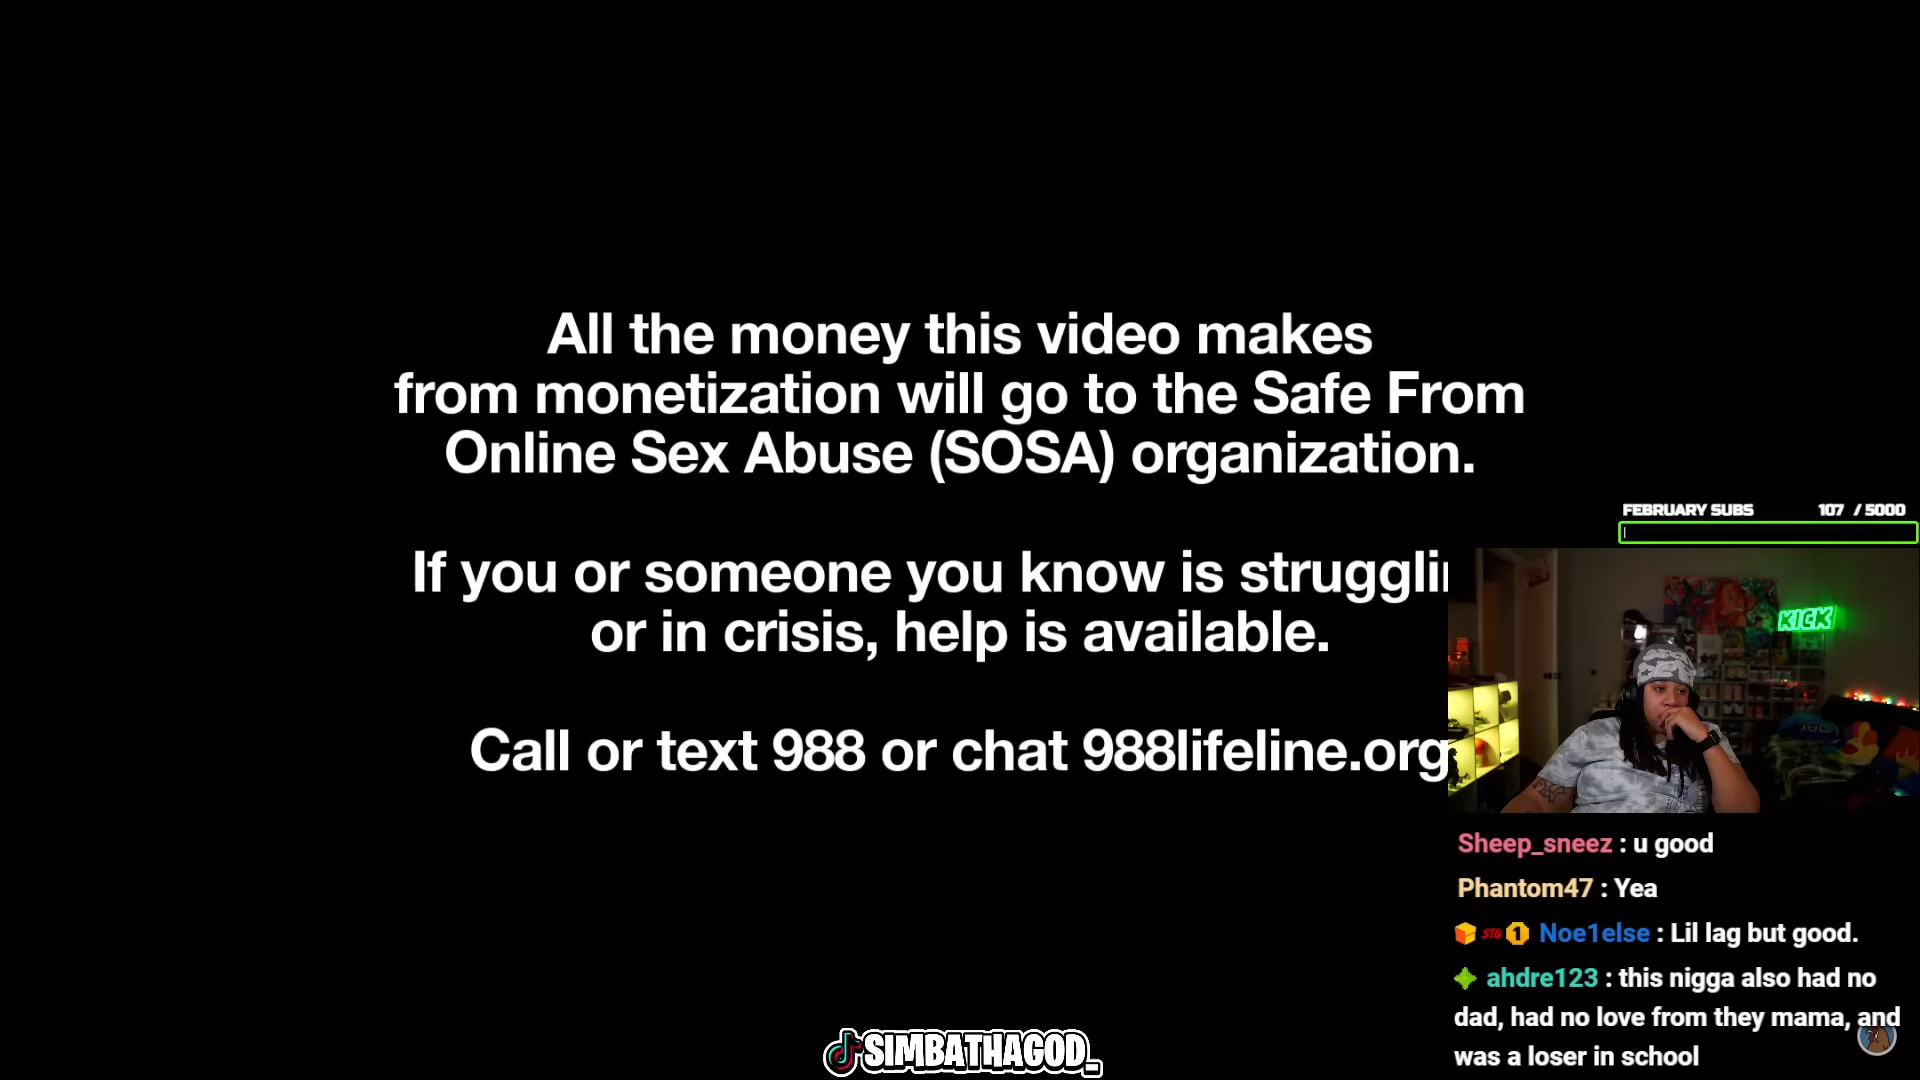 All the money this video makes
from monetization will go to the Safe From
Online Sex Abuse (SOSA) organization.
If you or someone you know is struggli
or in crisis, help is available.
Call or text 988 or chat 988lifeline.org
FEBRUARY SUBS 107 / 5000
KICK
Sheep_sneez : u good
Phantom47 : Yea
STG 1 Noe1else : Lil lag but good.
ahdre123 : this nigga also had no
dad, had no love from they mama, and
was a loser in school
SIMBATHAGOD_